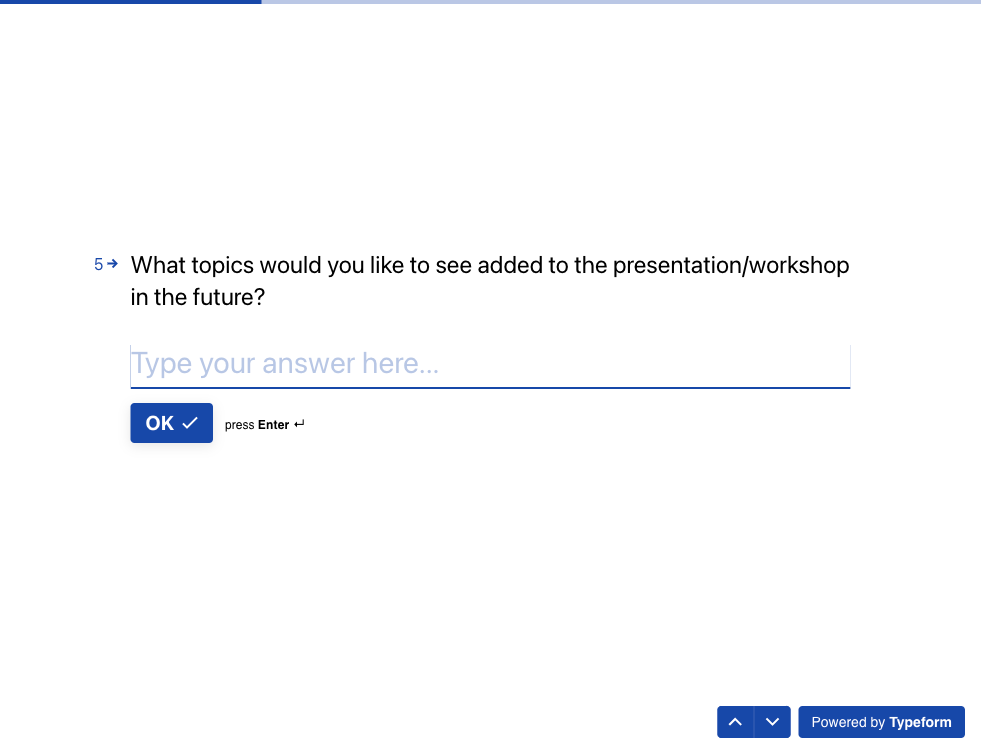 5
What topics would you like to see added to the presentation/workshop
in the future?
Type your answer here...
OK
press Enter ↵
Powered by Typeform